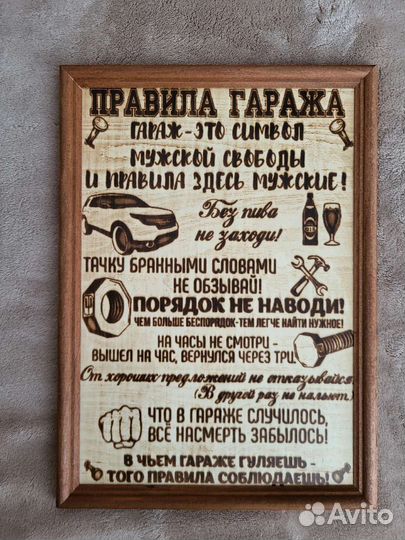 ПРАВИЛА ГАРАЖА
ГАРАЖ-ЭТО СИМВОЛ
МУЖСКОЙ СВОБОДЫ
И ПРАВИЛА ЗДЕСЬ МУЖСКИЕ!
Без пива
не заходи!
ТАЧКУ БРАННЫМИ СЛОВАМИ
НЕ ОБЗЫВАЙ!
ПОРЯДОК НЕ НАВОДИ!
ЧЕМ БОЛЬШЕ БЕСПОРЯДОК-ТЕМ ЛЕГЧЕ НАЙТИ НУЖНОЕ!
НА ЧАСЫ НЕ СМОТРИ -
ВЫШЕЛ НА ЧАС, ВЕРНУЛСЯ ЧЕРЕЗ ТРИ
От хороших предложений не отказывайся,
(В другой раз не нальют)
ЧТО В ГАРАЖЕ СЛУЧИЛОСЬ,
ВСЁ НАСМЕРТЬ ЗАБЫЛОСЬ!
В ЧЬЕМ ГАРАЖЕ ГУЛЯЕШЬ -
ТОГО ПРАВИЛА СОБЛЮДАЕШЬ!
Avito